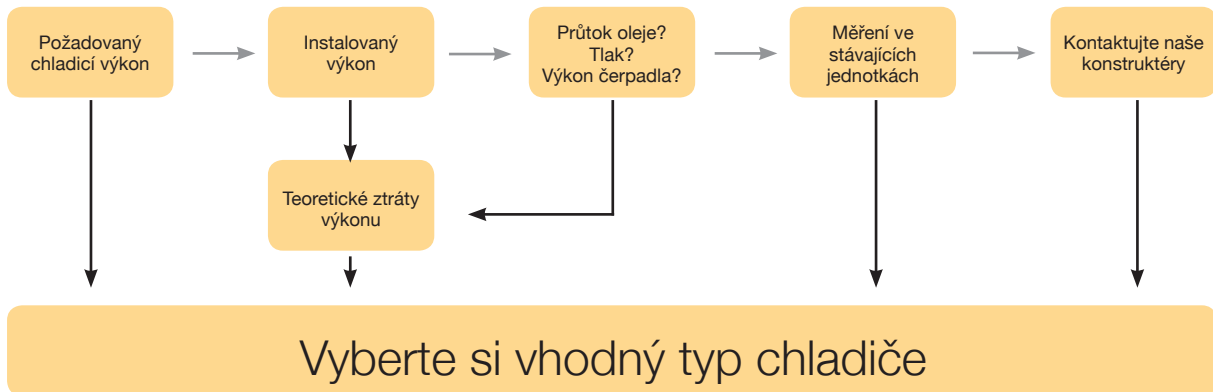 Požadovaný
chladicí výkon
Instalovaný
výkon
Průtok oleje?
Tlak?
Výkon čerpadla?
Měření ve
stávajících
jednotkách
Kontaktujte naše
konstruktéry
Teoretické ztráty
výkonu
Vyberte si vhodný typ chladiče